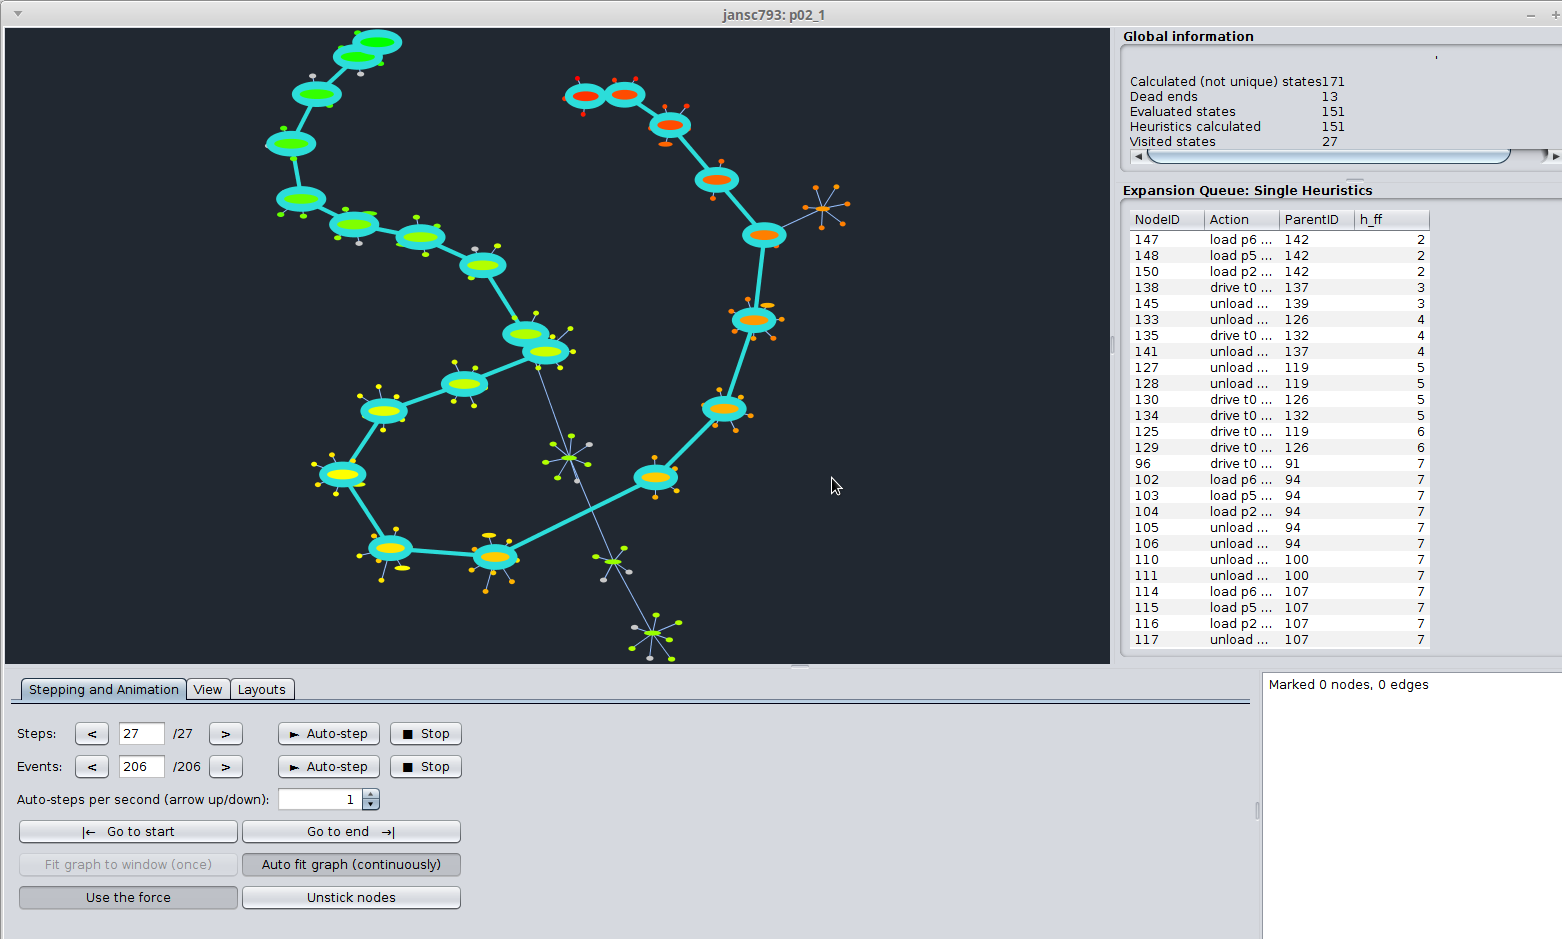 jansc793: p02_1
Global information
Calculated (not unique) states171
Dead ends 13
Evaluated states 151
Heuristics calculated 151
Visited states 27
Expansion Queue: Single Heuristics
NodeID Action ParentID h_ff
147 load p6 ... 142 2
148 load p5 ... 142 2
150 load p2 ... 142 2
138 drive t0 ... 137 3
145 unload ... 139 3
133 unload ... 126 4
135 drive t0 ... 132 4
141 unload ... 137 4
127 unload ... 119 5
128 unload ... 119 5
130 drive t0 ... 126 5
134 drive t0 ... 132 5
125 unload ... 119 6
129 drive t0 ... 126 6
96 drive t0 ... 91 7
102 load p6 ... 94 7
103 load p5 ... 94 7
104 load p2 ... 94 7
105 unload ... 94 7
106 unload ... 94 7
110 unload ... 100 7
111 unload ... 100 7
114 load p6 ... 107 7
115 load p5 ... 107 7
116 load p2 ... 107 7
117 unload ... 107 7
Stepping and Animation View Layouts
Steps: < 27 /27 > ► Auto-step ■ Stop
Events: < 206 /206 > ► Auto-step ■ Stop
Auto-steps per second (arrow up/down): 1
|← Go to start Go to end →|
Fit graph to window (once) Auto fit graph (continuously)
Use the force Unstick nodes
Marked 0 nodes, 0 edges